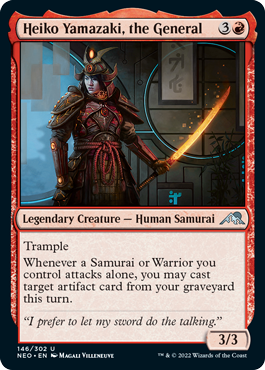 Heiko Yamazaki, the General 3
Legendary Creature — Human Samurai
Trample
Whenever a Samurai or Warrior you
control attacks alone, you may cast
target artifact card from your graveyard
this turn.
“I prefer to let my sword do the talking.”
3/3
146/302 U
NEO • EN Magali Villeneuve
™ & © 2022 Wizards of the Coast